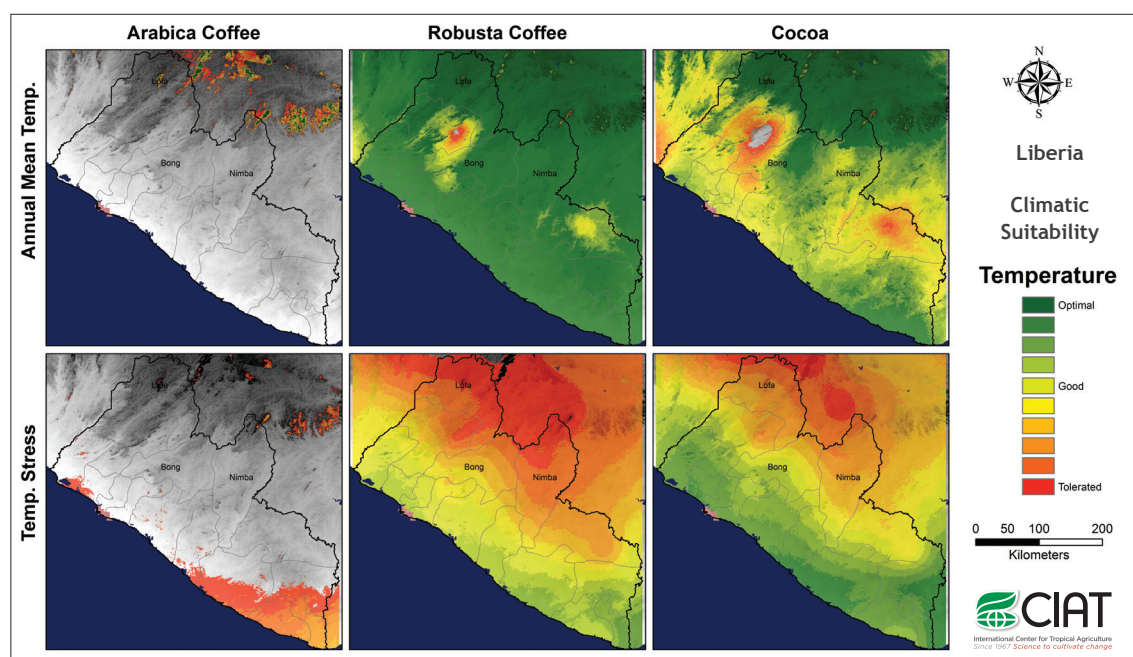 Arabica Coffee
Robusta Coffee
Cocoa
Annual Mean Temp.
Lofa
Bong
Nimba
Lofa
Bong
Nimba
Lofa
Bong
Nimba
Temp. Stress
Lofa
Bong
Nimba
Lofa
Bong
Nimba
Lofa
Bong
Nimba
N
W
E
S
Liberia
Climatic
Suitability
Temperature
Optimal
Good
Tolerated
0 50 100 200
Kilometers
CIAT
International Center for Tropical Agriculture
Since 1967 Science to cultivate change